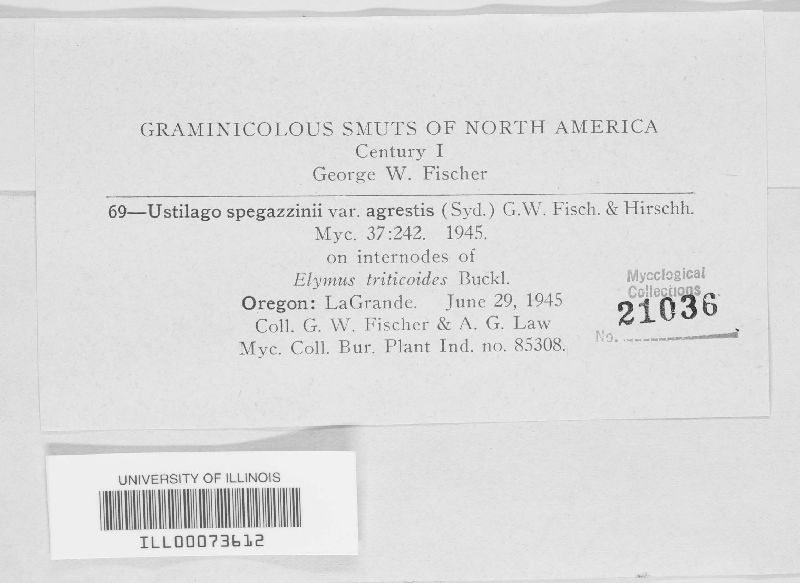 GRAMINICOLOUS SMUTS OF NORTH AMERICA
Century I
George W. Fischer
69—Ustilago spegazzinii var. agrestis (Syd.) G.W. Fisch. & Hirschh.
Myc. 37:242. 1945.
on internodes of
Elymus triticoides Buckl.
Oregon: LaGrande. June 29, 1945
Coll. G. W. Fischer & A. G. Law
Myc. Coll. Bur. Plant Ind. no. 85308.
Mycological
Collections
21036
No.
UNIVERSITY OF ILLINOIS
ILL00073612